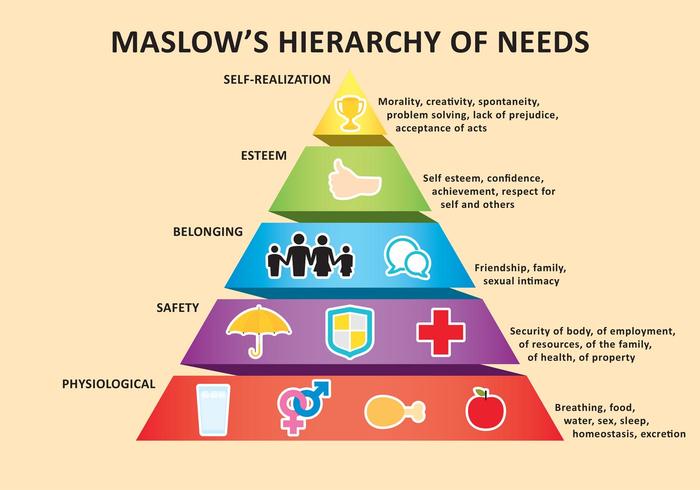 MASLOW’S HIERARCHY OF NEEDS
SELF-REALIZATION
Morality, creativity, spontaneity,
problem solving, lack of prejudice,
acceptance of acts
ESTEEM
Self esteem, confidence,
achievement, respect for
self and others
BELONGING
Friendship, family,
sexual intimacy
SAFETY
Security of body, of employment,
of resources, of the family,
of health, of property
PHYSIOLOGICAL
Breathing, food,
water, sex, sleep,
homeostasis, excretion